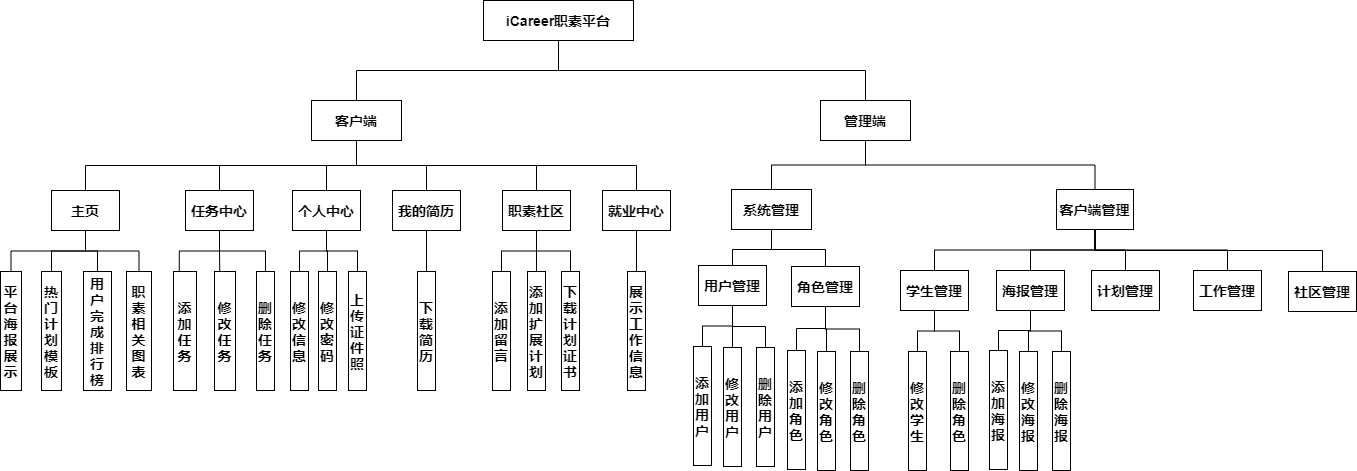 iCareer职素平台
客户端
管理端
主页
任务中心
个人中心
我的简历
职素社区
就业中心
系统管理
客户端管理
平台海报展示
热门计划模板
用户完成排行榜
职素相关图表
添加任务
修改任务
删除任务
修改信息
修改密码
上传证件照
下载简历
添加留言
添加扩展计划
下载计划证书
展示工作信息
用户管理
角色管理
学生管理
海报管理
计划管理
工作管理
社区管理
添加用户
修改用户
删除用户
添加角色
修改角色
删除角色
修改学生
删除角色
添加海报
修改海报
删除海报